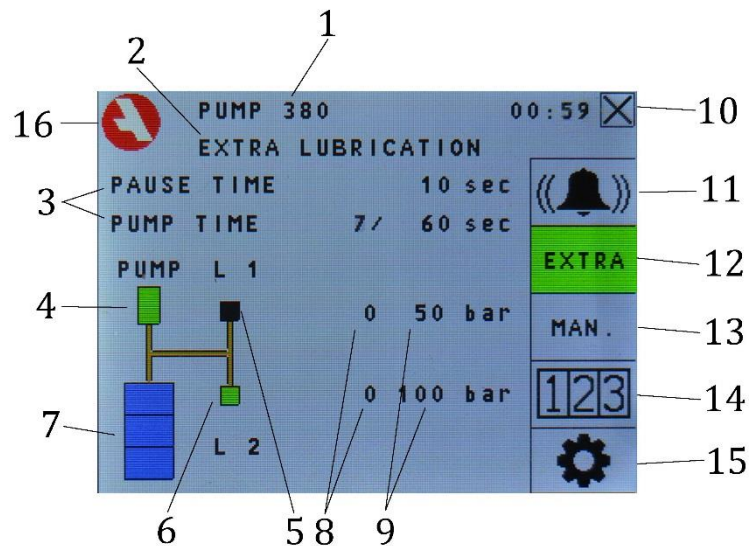 1
2
PUMP 380 00:59
10
16
EXTRA LUBRICATION
PAUSE TIME 10 sec
11
3
PUMP TIME 7/ 60 sec
PUMP L 1
EXTRA
12
4
0 50 bar
MAN.
13
0 100 bar
123
14
7
L 2
15
6 5 8 9